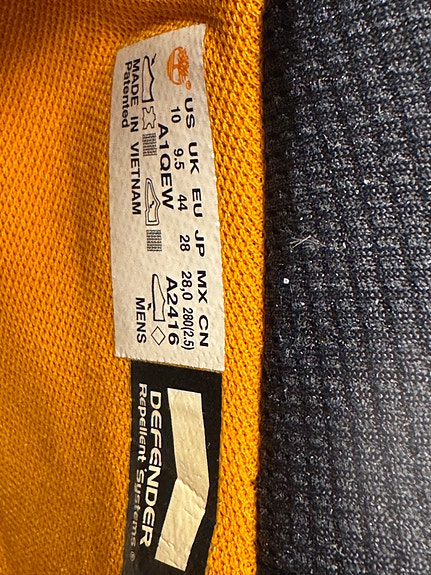 US UK EU JP MX CN
10 9.5 44 28 28,0 280(2.5)
A1QEW A2416
MADE IN VIETNAM MENS
Patented
DEFENDER
Repellent Systems®